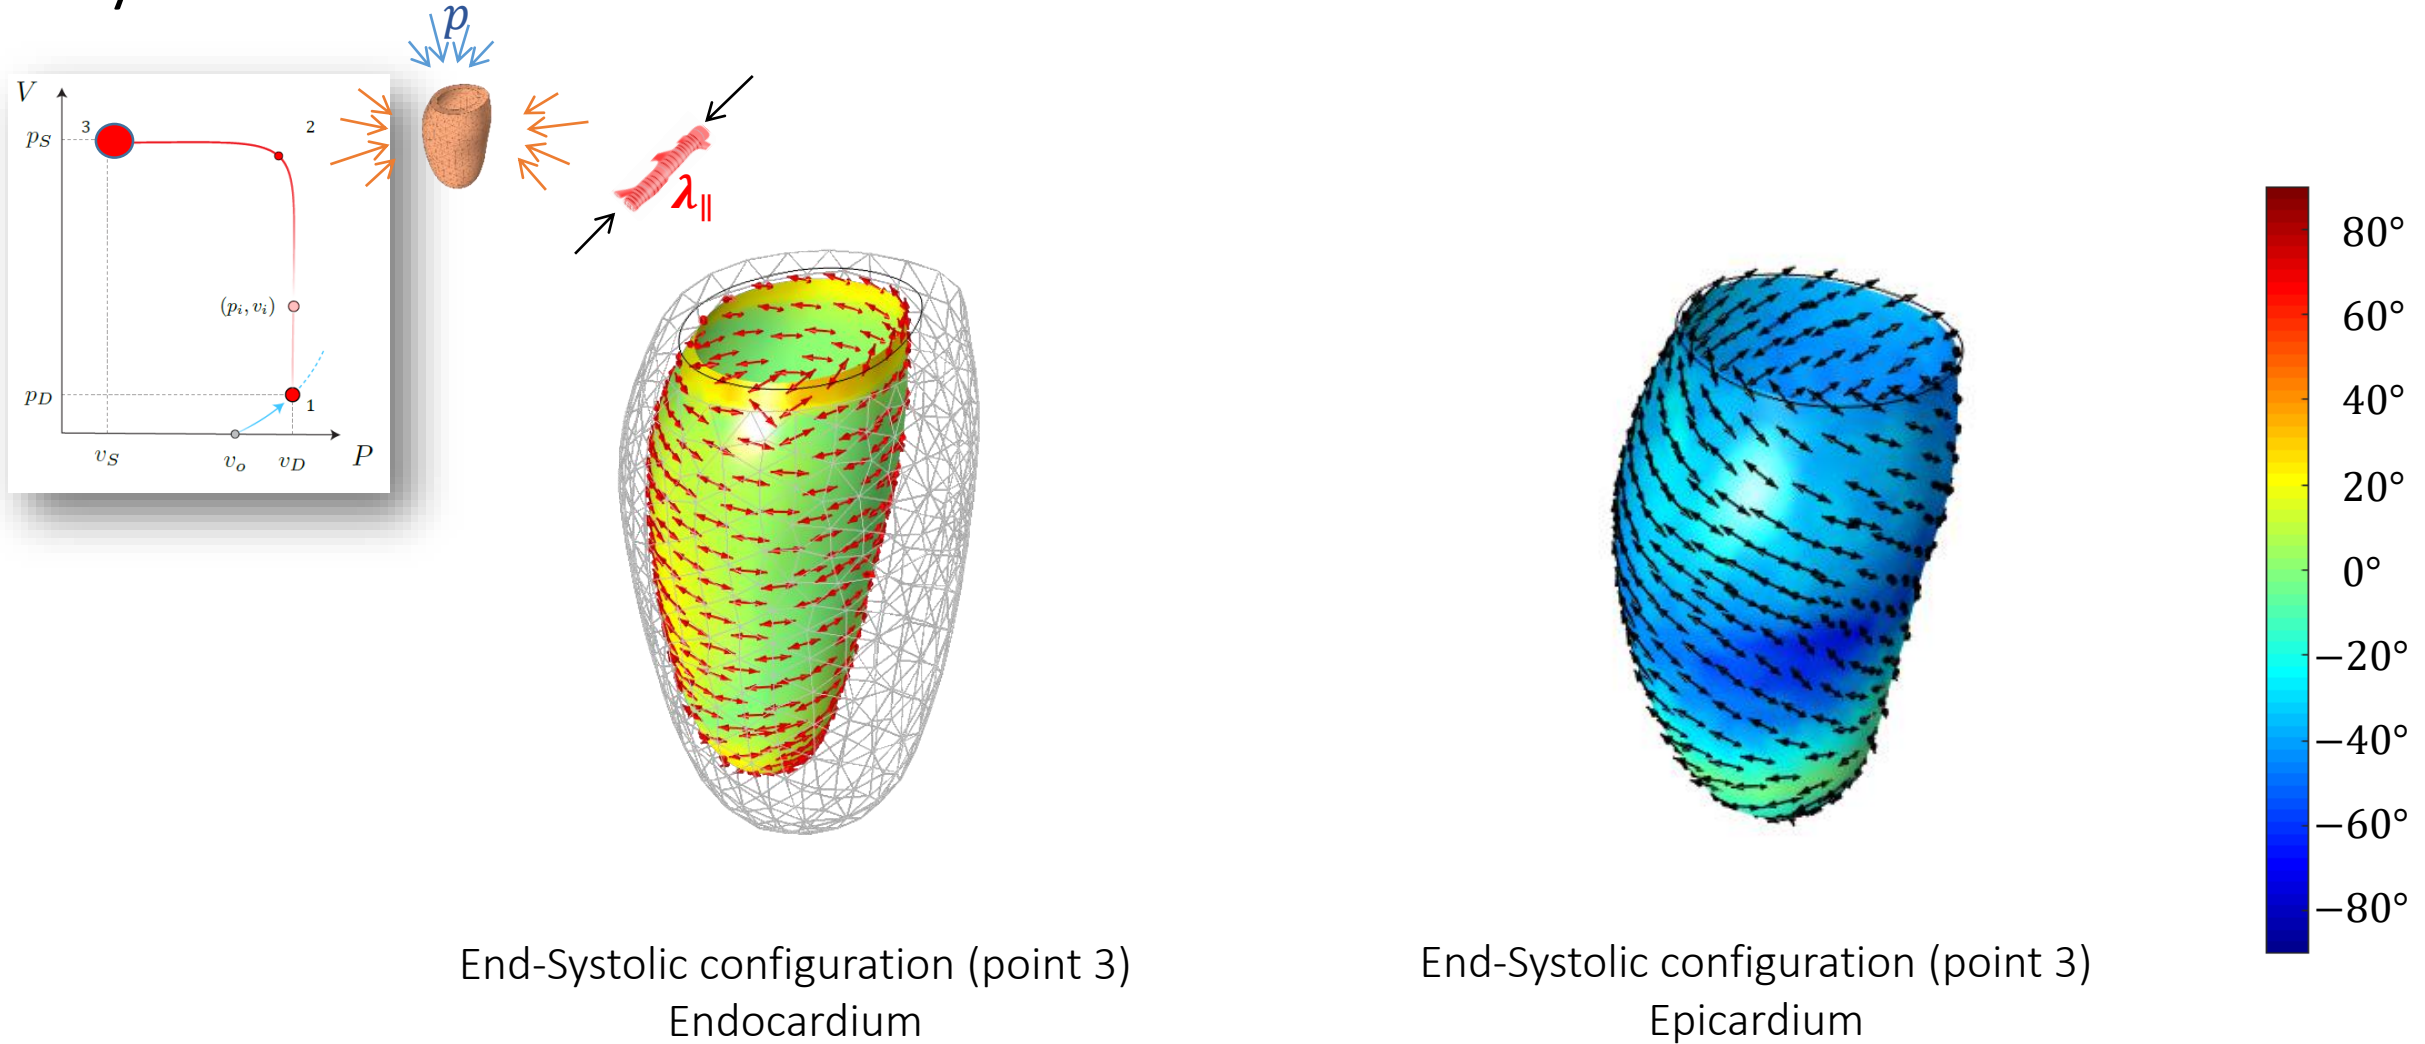 p
V
p_S
3
2
λ_∥
(p_i, v_i)
p_D
1
v_S
v_o
v_D
P
80°
60°
40°
20°
0°
−20°
−40°
−60°
−80°
End-Systolic configuration (point 3)
Endocardium
End-Systolic configuration (point 3)
Epicardium